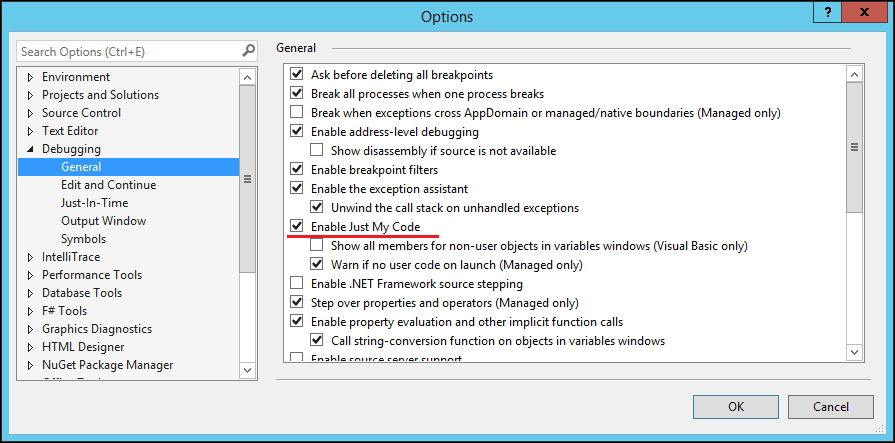 Options
? x
Search Options (Ctrl+E)
Environment
Projects and Solutions
Source Control
Text Editor
Debugging
General
Edit and Continue
Just-In-Time
Output Window
Symbols
IntelliTrace
Performance Tools
Database Tools
F# Tools
Graphics Diagnostics
HTML Designer
NuGet Package Manager
General
Ask before deleting all breakpoints
Break all processes when one process breaks
Break when exceptions cross AppDomain or managed/native boundaries (Managed only)
Enable address-level debugging
Show disassembly if source is not available
Enable breakpoint filters
Enable the exception assistant
Unwind the call stack on unhandled exceptions
Enable Just My Code
Show all members for non-user objects in variables windows (Visual Basic only)
Warn if no user code on launch (Managed only)
Enable .NET Framework source stepping
Step over properties and operators (Managed only)
Enable property evaluation and other implicit function calls
Call string-conversion function on objects in variables windows
Enable source server support
OK
Cancel